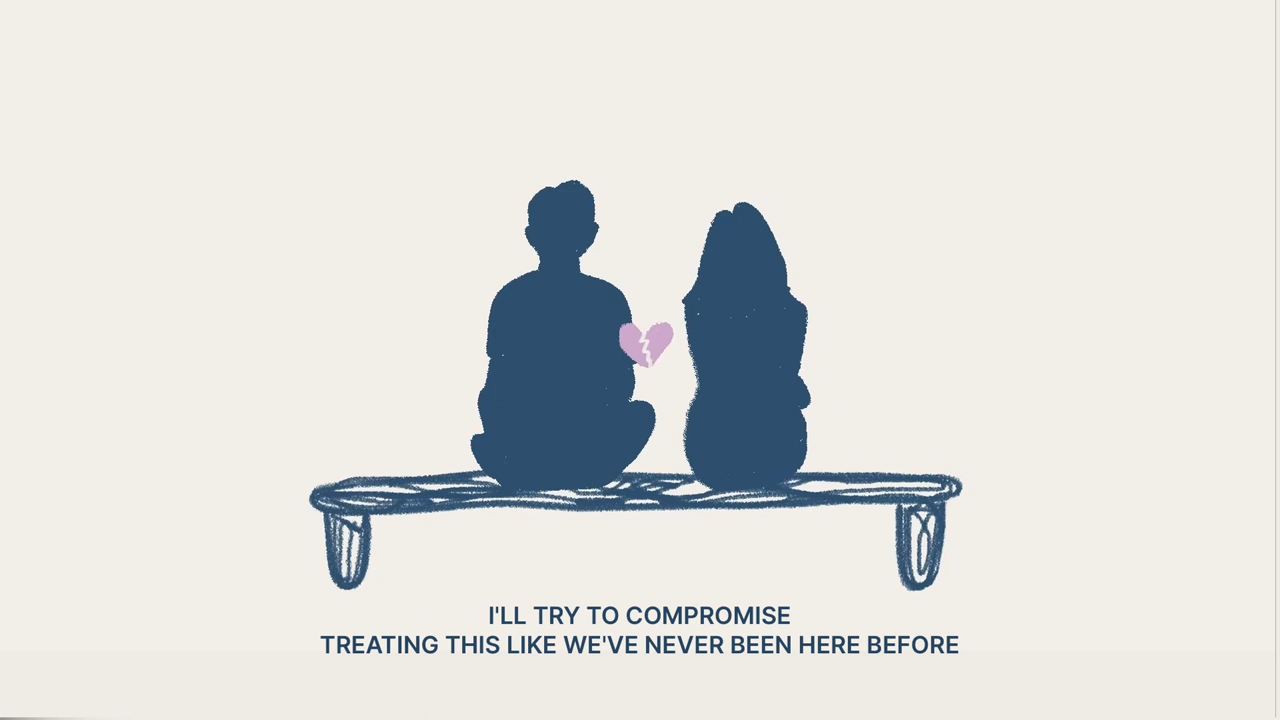 I'LL TRY TO COMPROMISE
TREATING THIS LIKE WE'VE NEVER BEEN HERE BEFORE